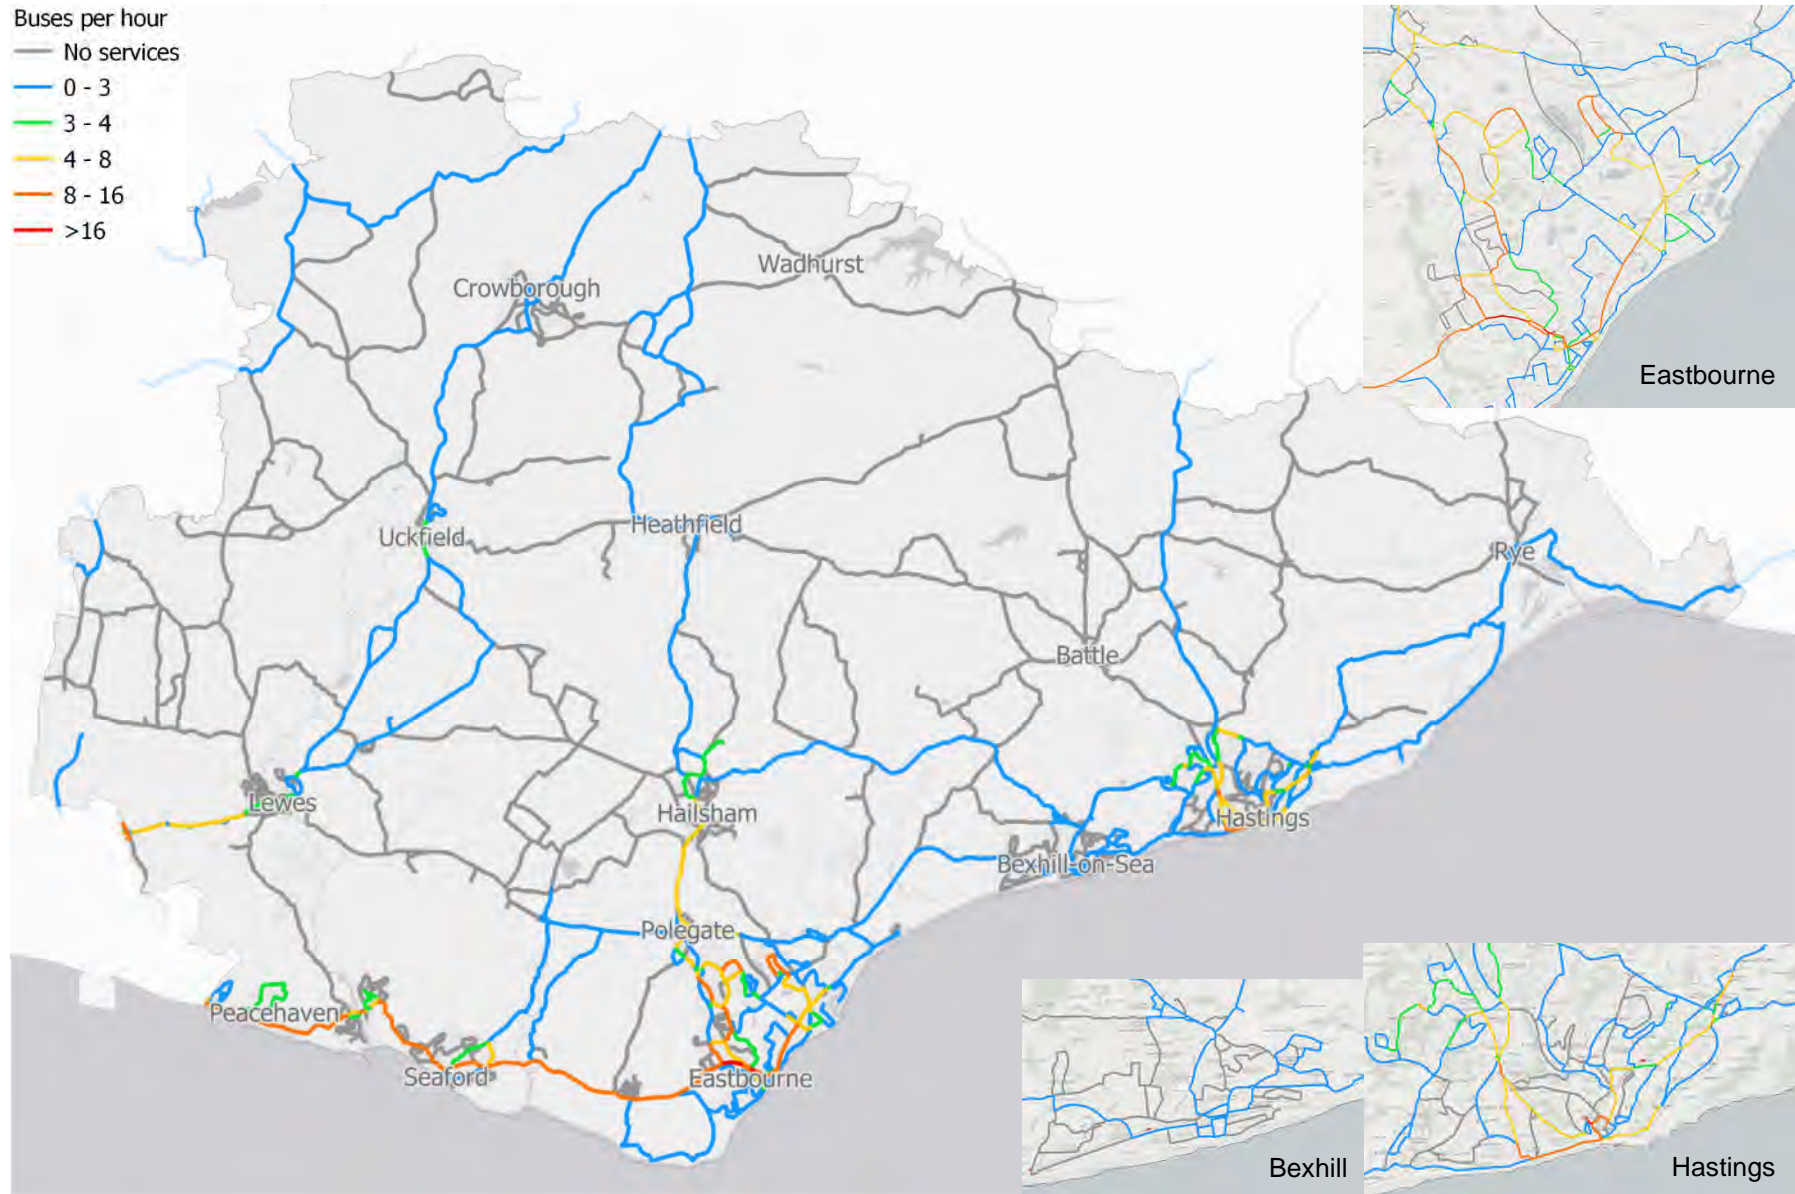 Buses per hour
No services
0 - 3
3 - 4
4 - 8
8 - 16
>16
Eastbourne
Wadhurst
Crowborough
Uckfield
Heathfield
Rye
Battle
Lewes
Hailsham
Hastings
Bexhill-on-Sea
Polegate
Peacehaven
Seaford
Eastbourne
Bexhill
Hastings